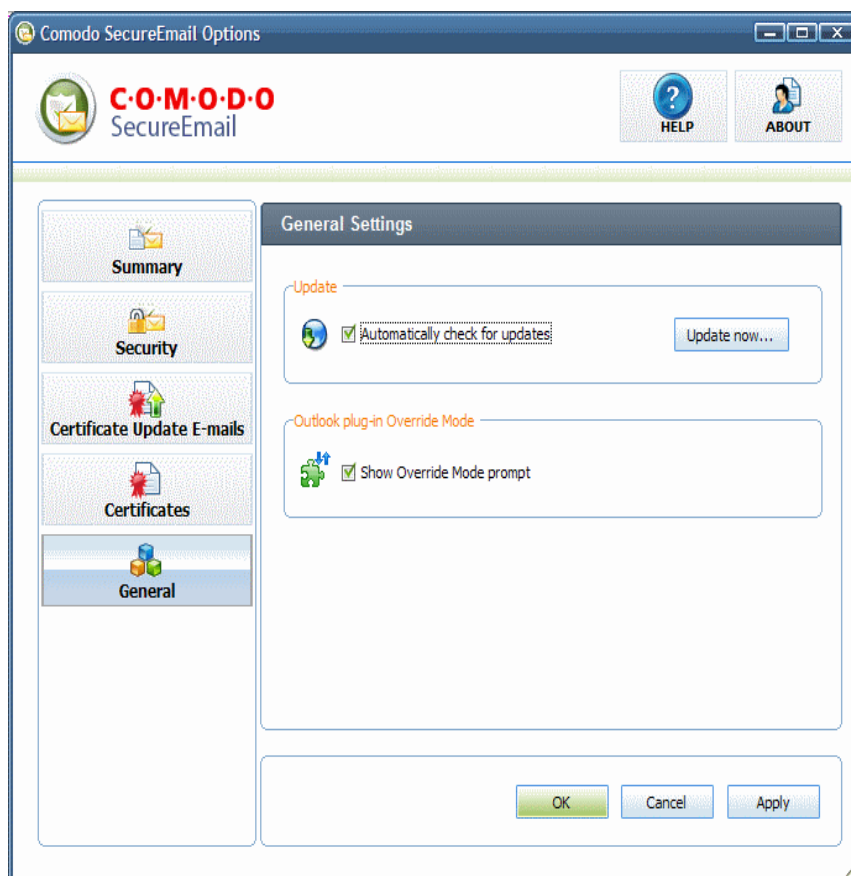 Comodo SecureEmail Options
C·O·M·O·D·O
SecureEmail
HELP
ABOUT
Summary
Security
Certificate Update E-mails
Certificates
General
General Settings
Update
Automatically check for updates
Update now...
Outlook plug-in Override Mode
Show Override Mode prompt
OK
Cancel
Apply